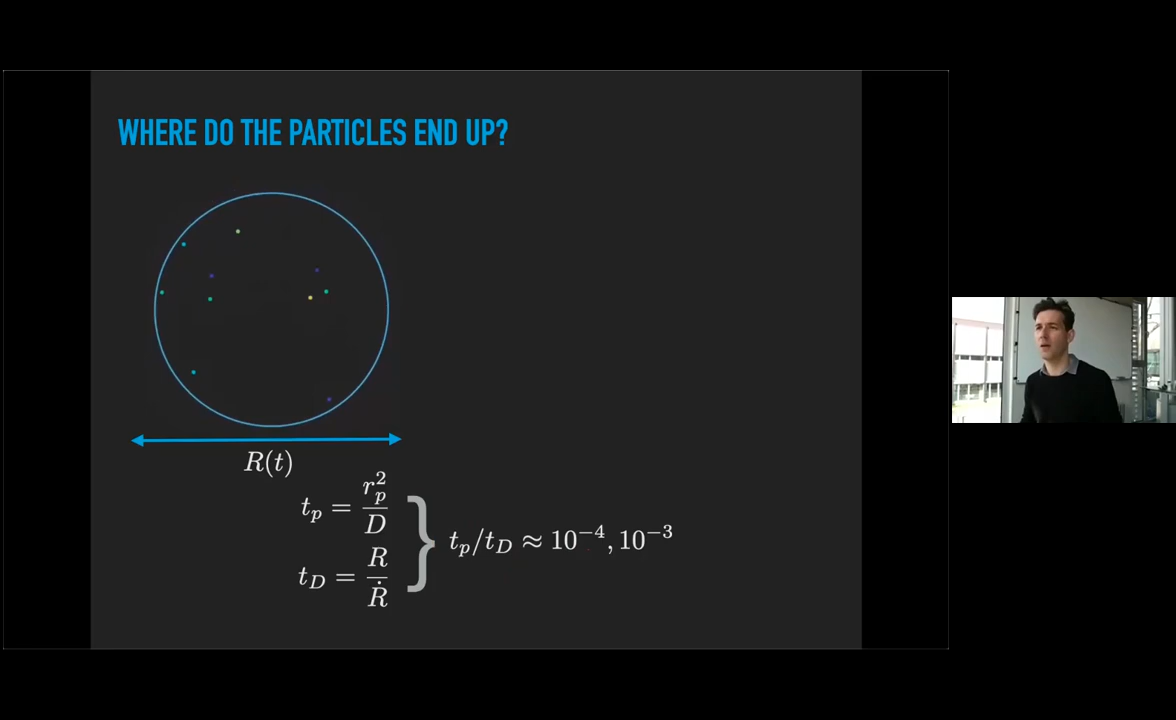 WHERE DO THE PARTICLES END UP?
R(t)
t_p = r_p^2 / D
t_D = R / Ṙ
t_p/t_D ≈ 10^{-4}, 10^{-3}